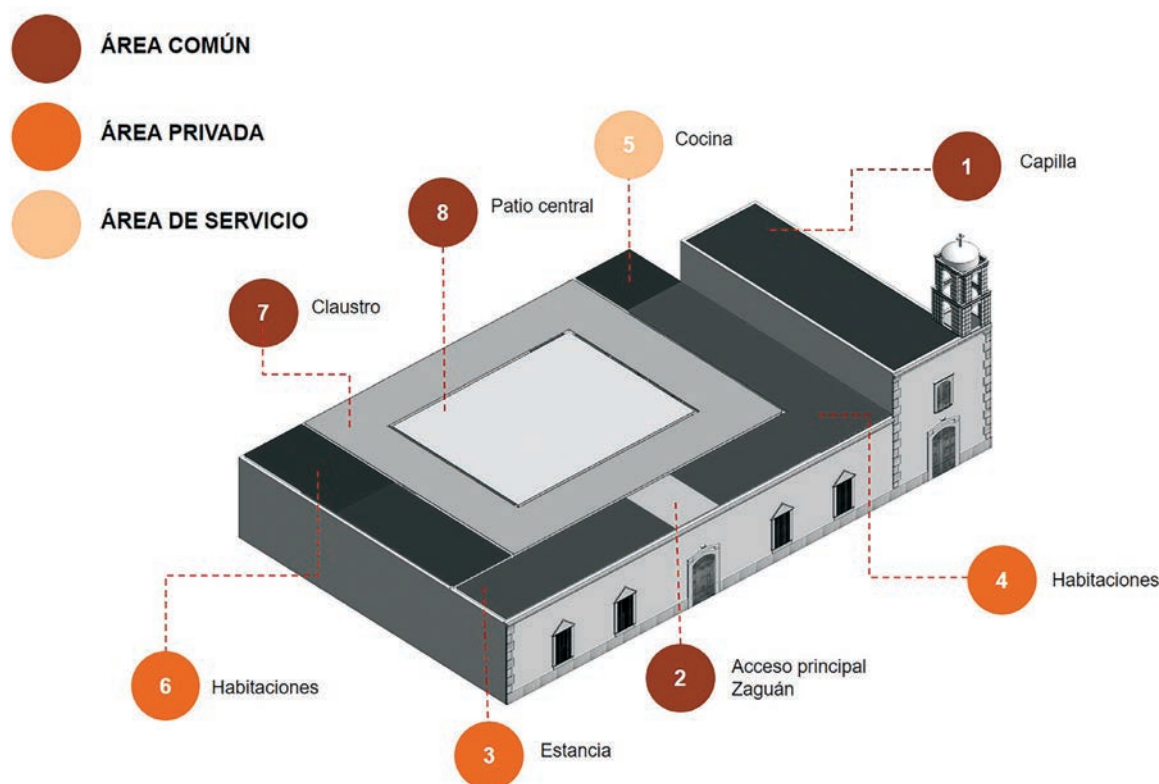 ÁREA COMÚN
ÁREA PRIVADA
ÁREA DE SERVICIO
5
Cocina
1
Capilla
8
Patio central
7
Claustro
4
Habitaciones
6
Habitaciones
2
Acceso principal
Zaguán
3
Estancia